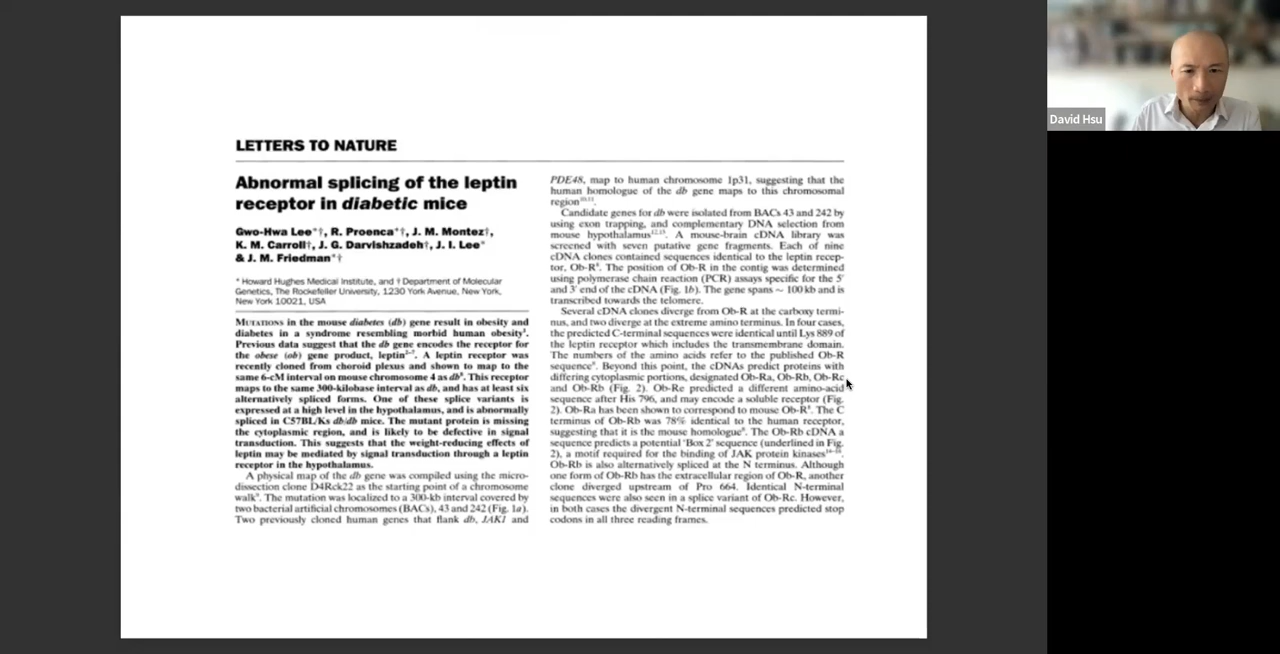 LETTERS TO NATURE
Abnormal splicing of the leptin
receptor in diabetic mice
Gwo-Hwa Lee*†, R. Proenca*†, J. M. Montez†,
K. M. Carroll†, J. G. Darvishzadeh†, J. I. Lee*
& J. M. Friedman*†
* Howard Hughes Medical Institute, and † Department of Molecular
Genetics, The Rockefeller University, 1230 York Avenue, New York,
New York 10021, USA
MUTATIONS in the mouse diabetes (db) gene result in obesity and
diabetes in a syndrome resembling morbid human obesity¹.
Previous data suggest that the db gene encodes the receptor for
the obese (ob) gene product, leptin²⁻⁷. A leptin receptor was
recently cloned from choroid plexus and shown to map to the
same 6-cM interval on mouse chromosome 4 as db⁸. This receptor
maps to the same 300-kilobase interval as db, and has at least six
alternatively spliced forms. One of these splice variants is
expressed at a high level in the hypothalamus, and is abnormally
spliced in C57BL/Ks db/db mice. The mutant protein is missing
the cytoplasmic region, and is likely to be defective in signal
transduction. This suggests that the weight-reducing effects of
leptin may be mediated by signal transduction through a leptin
receptor in the hypothalamus.
A physical map of the db gene was compiled using the micro-
dissection clone D4Rck22 as the starting point of a chromosome
walk⁹. The mutation was localized to a 300-kb interval covered by
two bacterial artificial chromosomes (BACs), 43 and 242 (Fig. 1a).
Two previously cloned human genes that flank db, JAK1 and
PDE4B, map to human chromosome 1p31, suggesting that the
human homologue of the db gene maps to this chromosomal
region¹⁰,¹¹.
Candidate genes for db were isolated from BACs 43 and 242 by
using exon trapping, and complementary DNA selection from
mouse hypothalamus¹²,¹³. A mouse-brain cDNA library was
screened with seven putative gene fragments. Each of nine
cDNA clones contained sequences identical to the leptin recep-
tor, Ob-R⁸. The position of Ob-R in the contig was determined
using polymerase chain reaction (PCR) assays specific for the 5′
and 3′ end of the cDNA (Fig. 1b). The gene spans ~ 100 kb and is
transcribed towards the telomere.
Several cDNA clones diverge from Ob-R at the carboxy termi-
nus, and two diverge at the extreme amino terminus. In four cases,
the predicted C-terminal sequences were identical until Lys 889 of
the leptin receptor which includes the transmembrane domain.
The numbers of the amino acids refer to the published Ob-R
sequence⁸. Beyond this point, the cDNAs predict proteins with
differing cytoplasmic portions, designated Ob-Ra, Ob-Rb, Ob-Rc
and Ob-Rb (Fig. 2). Ob-Re predicted a different amino-acid
sequence after His 796, and may encode a soluble receptor (Fig.
2). Ob-Ra has been shown to correspond to mouse Ob-R⁸. The C
terminus of Ob-Rb was 78% identical to the human receptor,
suggesting that it is the mouse homologue⁸. The Ob-Rb cDNA a
sequence predicts a potential 'Box 2' sequence (underlined in Fig.
2), a motif required for the binding of JAK protein kinases
Ob-Rb is also alternatively spliced at the N terminus. Although
one form of Ob-Rb has the extracellular region of Ob-R, another
clone diverged upstream of Pro 664. Identical N-terminal
sequences were also seen in a splice variant of Ob-Rc. However,
in both cases the divergent N-terminal sequences predicted stop
codons in all three reading frames.
David Hsu